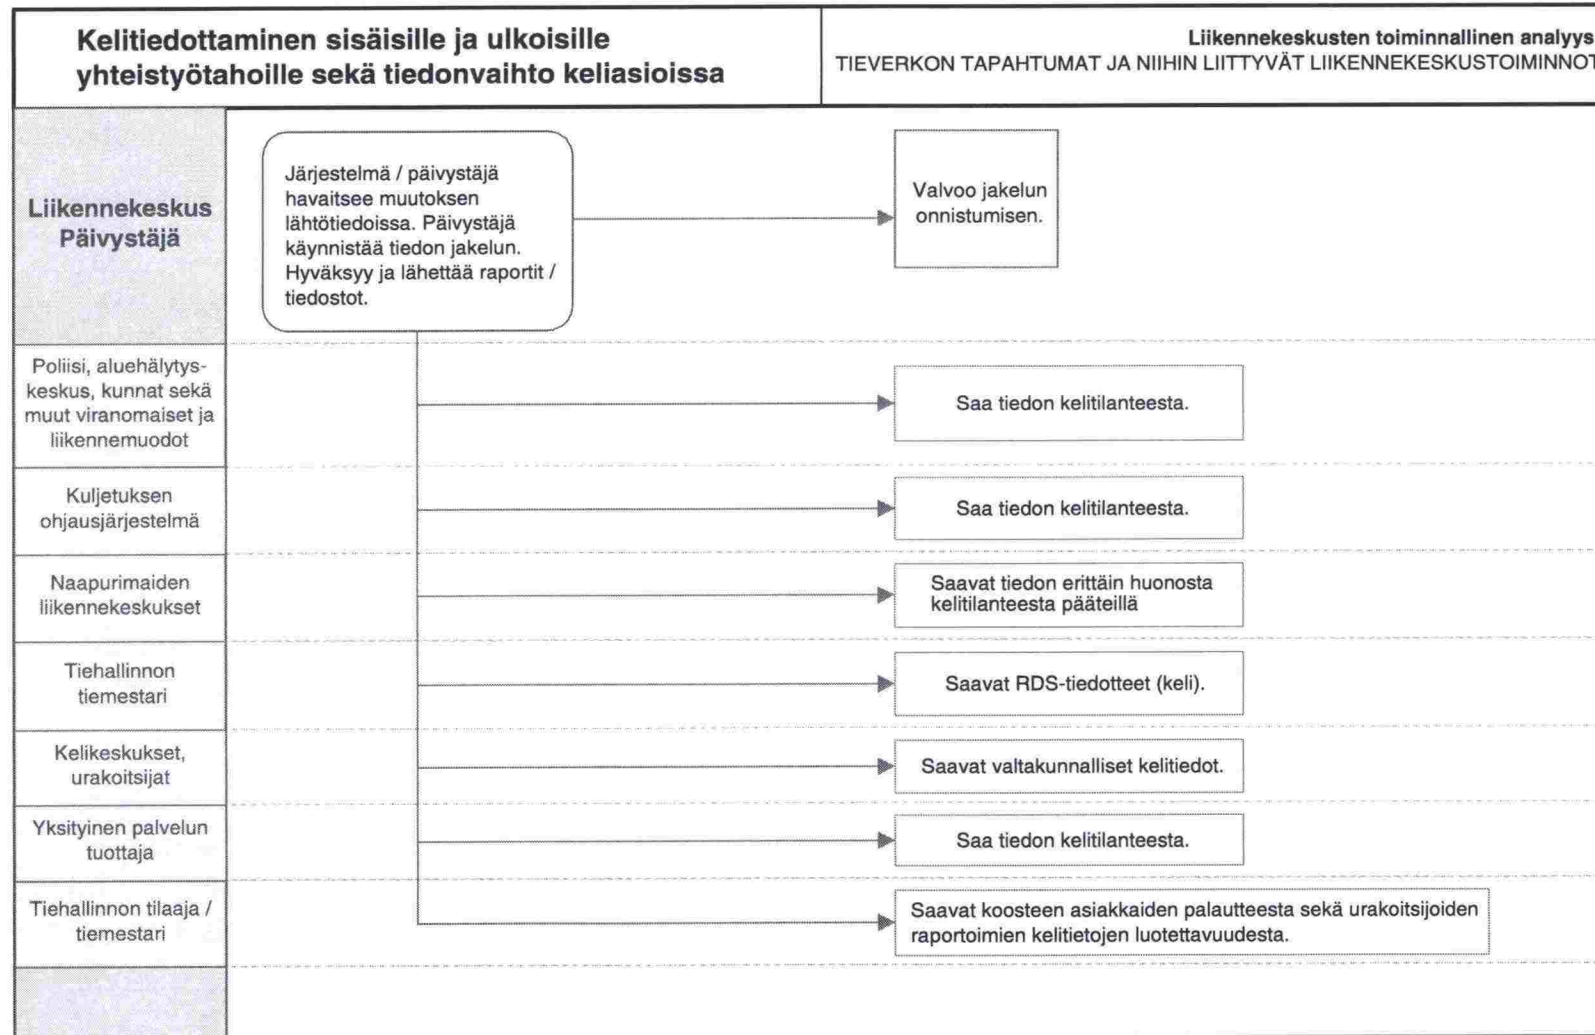 Kelitiedottaminen sisäisille ja ulkoisille
yhteistyötahoille sekä tiedonvaihto keliasioissa
Liikennekeskusten toiminnallinen analyys
TIEVERKON TAPAHTUMAT JA NIIHIN LIITTYVÄT LIIKENNEKESKUSTOIMINNOT
Liikennekeskus
Päivystäjä
Järjestelmä / päivystäjä
havaitsee muutoksen
lähtötiedoissa. Päivystäjä
käynnistää tiedon jakelun.
Hyväksyy ja lähettää raportit /
tiedostot.
Valvoo jakelun
onnistumisen.
Poliisi, aluehälytys-
keskus, kunnat sekä
muut viranomaiset ja
liikennemuodot
Saa tiedon kelitilanteesta.
Kuljetuksen
ohjausjärjestelmä
Saa tiedon kelitilanteesta.
Naapurimaiden
liikennekeskukset
Saavat tiedon erittäin huonosta
kelitilanteesta pääteillä
Tiehallinnon
tiemestari
Saavat RDS-tiedotteet (keli).
Kelikeskukset,
urakoitsijat
Saavat valtakunnalliset kelitiedot.
Yksityinen palvelun
tuottaja
Saa tiedon kelitilanteesta.
Tiehallinnon tilaaja /
tiemestari
Saavat koosteen asiakkaiden palautteesta sekä urakoitsijoiden
raportoimien kelitietojen luotettavuudesta.